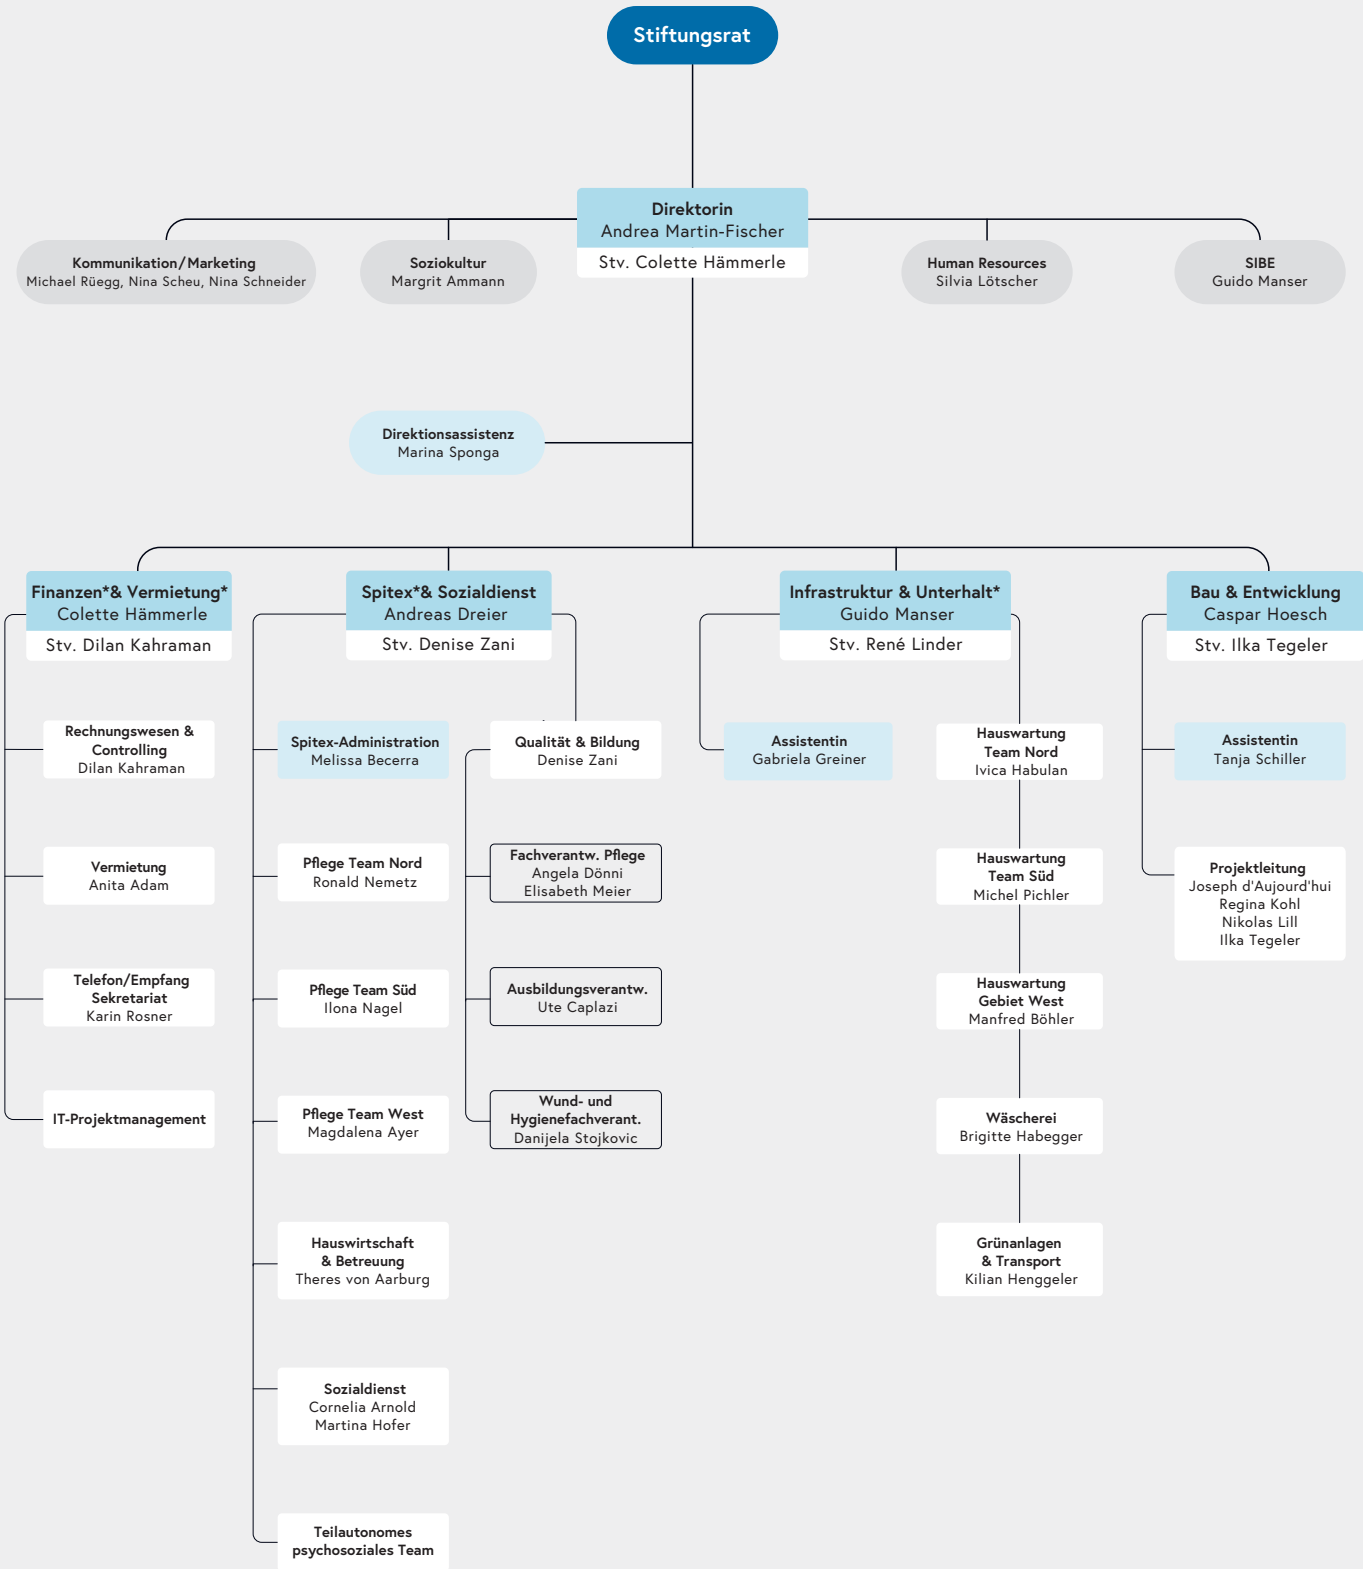 Stiftungsrat
Direktorin
Andrea Martin-Fischer
Stv. Colette Hämmerle
Kommunikation/Marketing
Michael Rüegg, Nina Scheu, Nina Schneider
Soziokultur
Margrit Ammann
Human Resources
Silvia Lötscher
SIBE
Guido Manser
Direktionsassistenz
Marina Sponga
Finanzen*& Vermietung*
Colette Hämmerle
Stv. Dilan Kahraman
Rechnungswesen &
Controlling
Dilan Kahraman
Vermietung
Anita Adam
Telefon/Empfang
Sekretariat
Karin Rosner
IT-Projektmanagement
Spitex*& Sozialdienst
Andreas Dreier
Stv. Denise Zani
Spitex-Administration
Melissa Becerra
Pflege Team Nord
Ronald Nemetz
Pflege Team Süd
Ilona Nagel
Pflege Team West
Magdalena Ayer
Hauswirtschaft
& Betreuung
Theres von Aarburg
Sozialdienst
Cornelia Arnold
Martina Hofer
Teilautonomes
psychosoziales Team
Qualität & Bildung
Denise Zani
Fachverantw. Pflege
Angela Dönni
Elisabeth Meier
Ausbildungsverantw.
Ute Caplazi
Wund- und
Hygienefachverant.
Danijela Stojkovic
Infrastruktur & Unterhalt*
Guido Manser
Stv. René Linder
Assistentin
Gabriela Greiner
Hauswartung
Team Nord
Ivica Habulan
Hauswartung
Team Süd
Michel Pichler
Hauswartung
Gebiet West
Manfred Böhler
Wäscherei
Brigitte Habegger
Grünanlagen
& Transport
Kilian Henggeler
Bau & Entwicklung
Caspar Hoesch
Stv. Ilka Tegeler
Assistentin
Tanja Schiller
Projektleitung
Joseph d'Aujourd'hui
Regina Kohl
Nikolas Lill
Ilka Tegeler